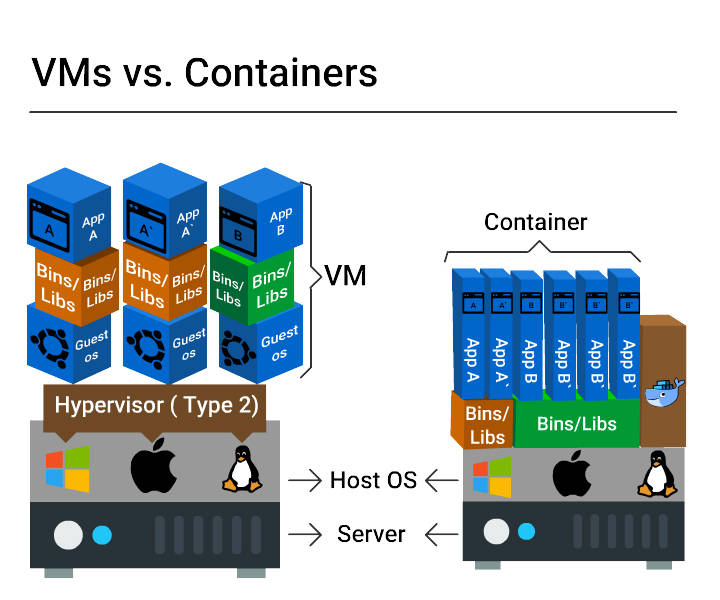 VMs vs. Containers
App
A
A
App
A`
A`
App
B
B
Bins/
Libs
Bins/
Libs
Bins/
Libs
Bins/
Libs
Bins/
Libs
Bins/
Libs
Guest
os
Guest
os
Guest
os
VM
Hypervisor ( Type 2)
Container
A
A`
B
B`
B`
B`
App A
App A`
App B
App B`
App B`
App B`
Bins/
Libs
Bins/Libs
Host OS
Server